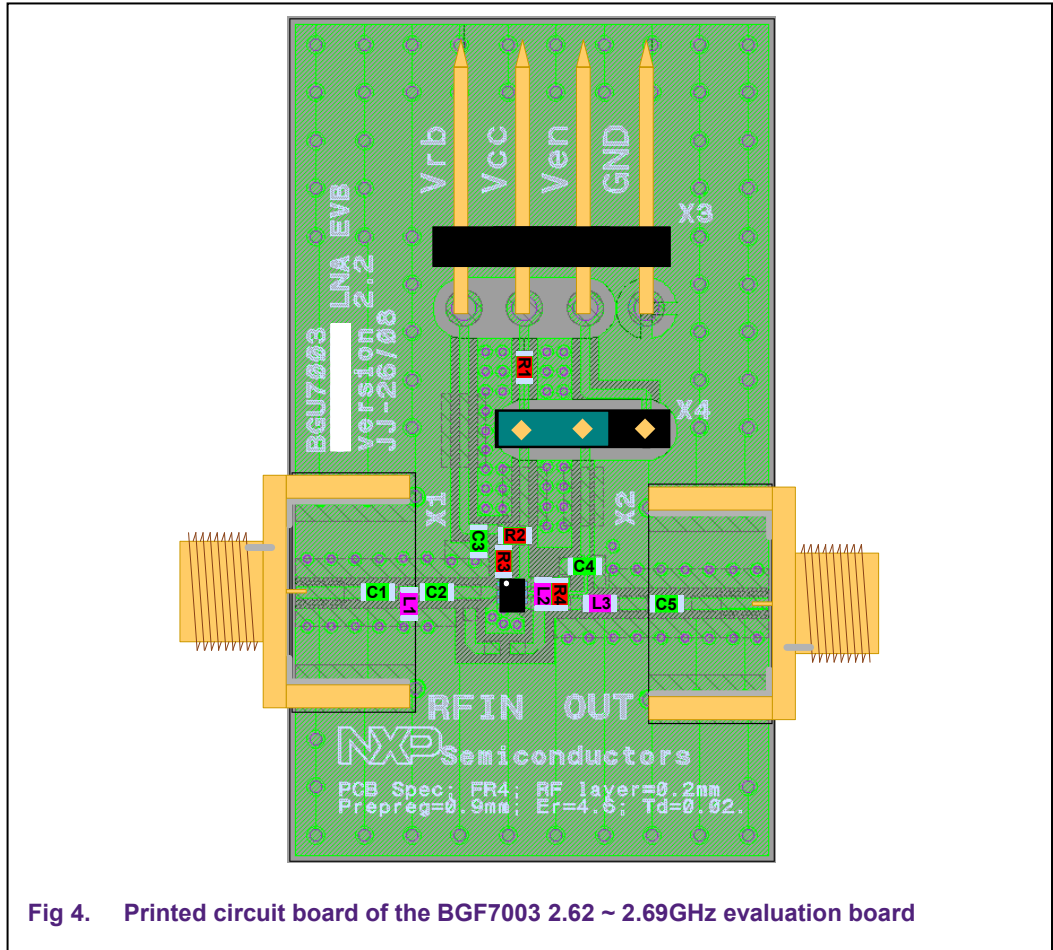 Vrb
Vcc
Ven
GND
X3
BGU7003 LNA EVB
version 2.2
JJ-26/08
R1
X4
X1
X2
C3
R2
R3
C4
C1
L1
C2
L2
R4
L3
C5
RFIN OUT
NXP Semiconductors
PCB Spec; FR4; RF layer=0.2mm
Prepreg=0.9mm; Er=4.6; Td=0.02.
Fig 4. Printed circuit board of the BGF7003 2.62 ~ 2.69GHz evaluation board